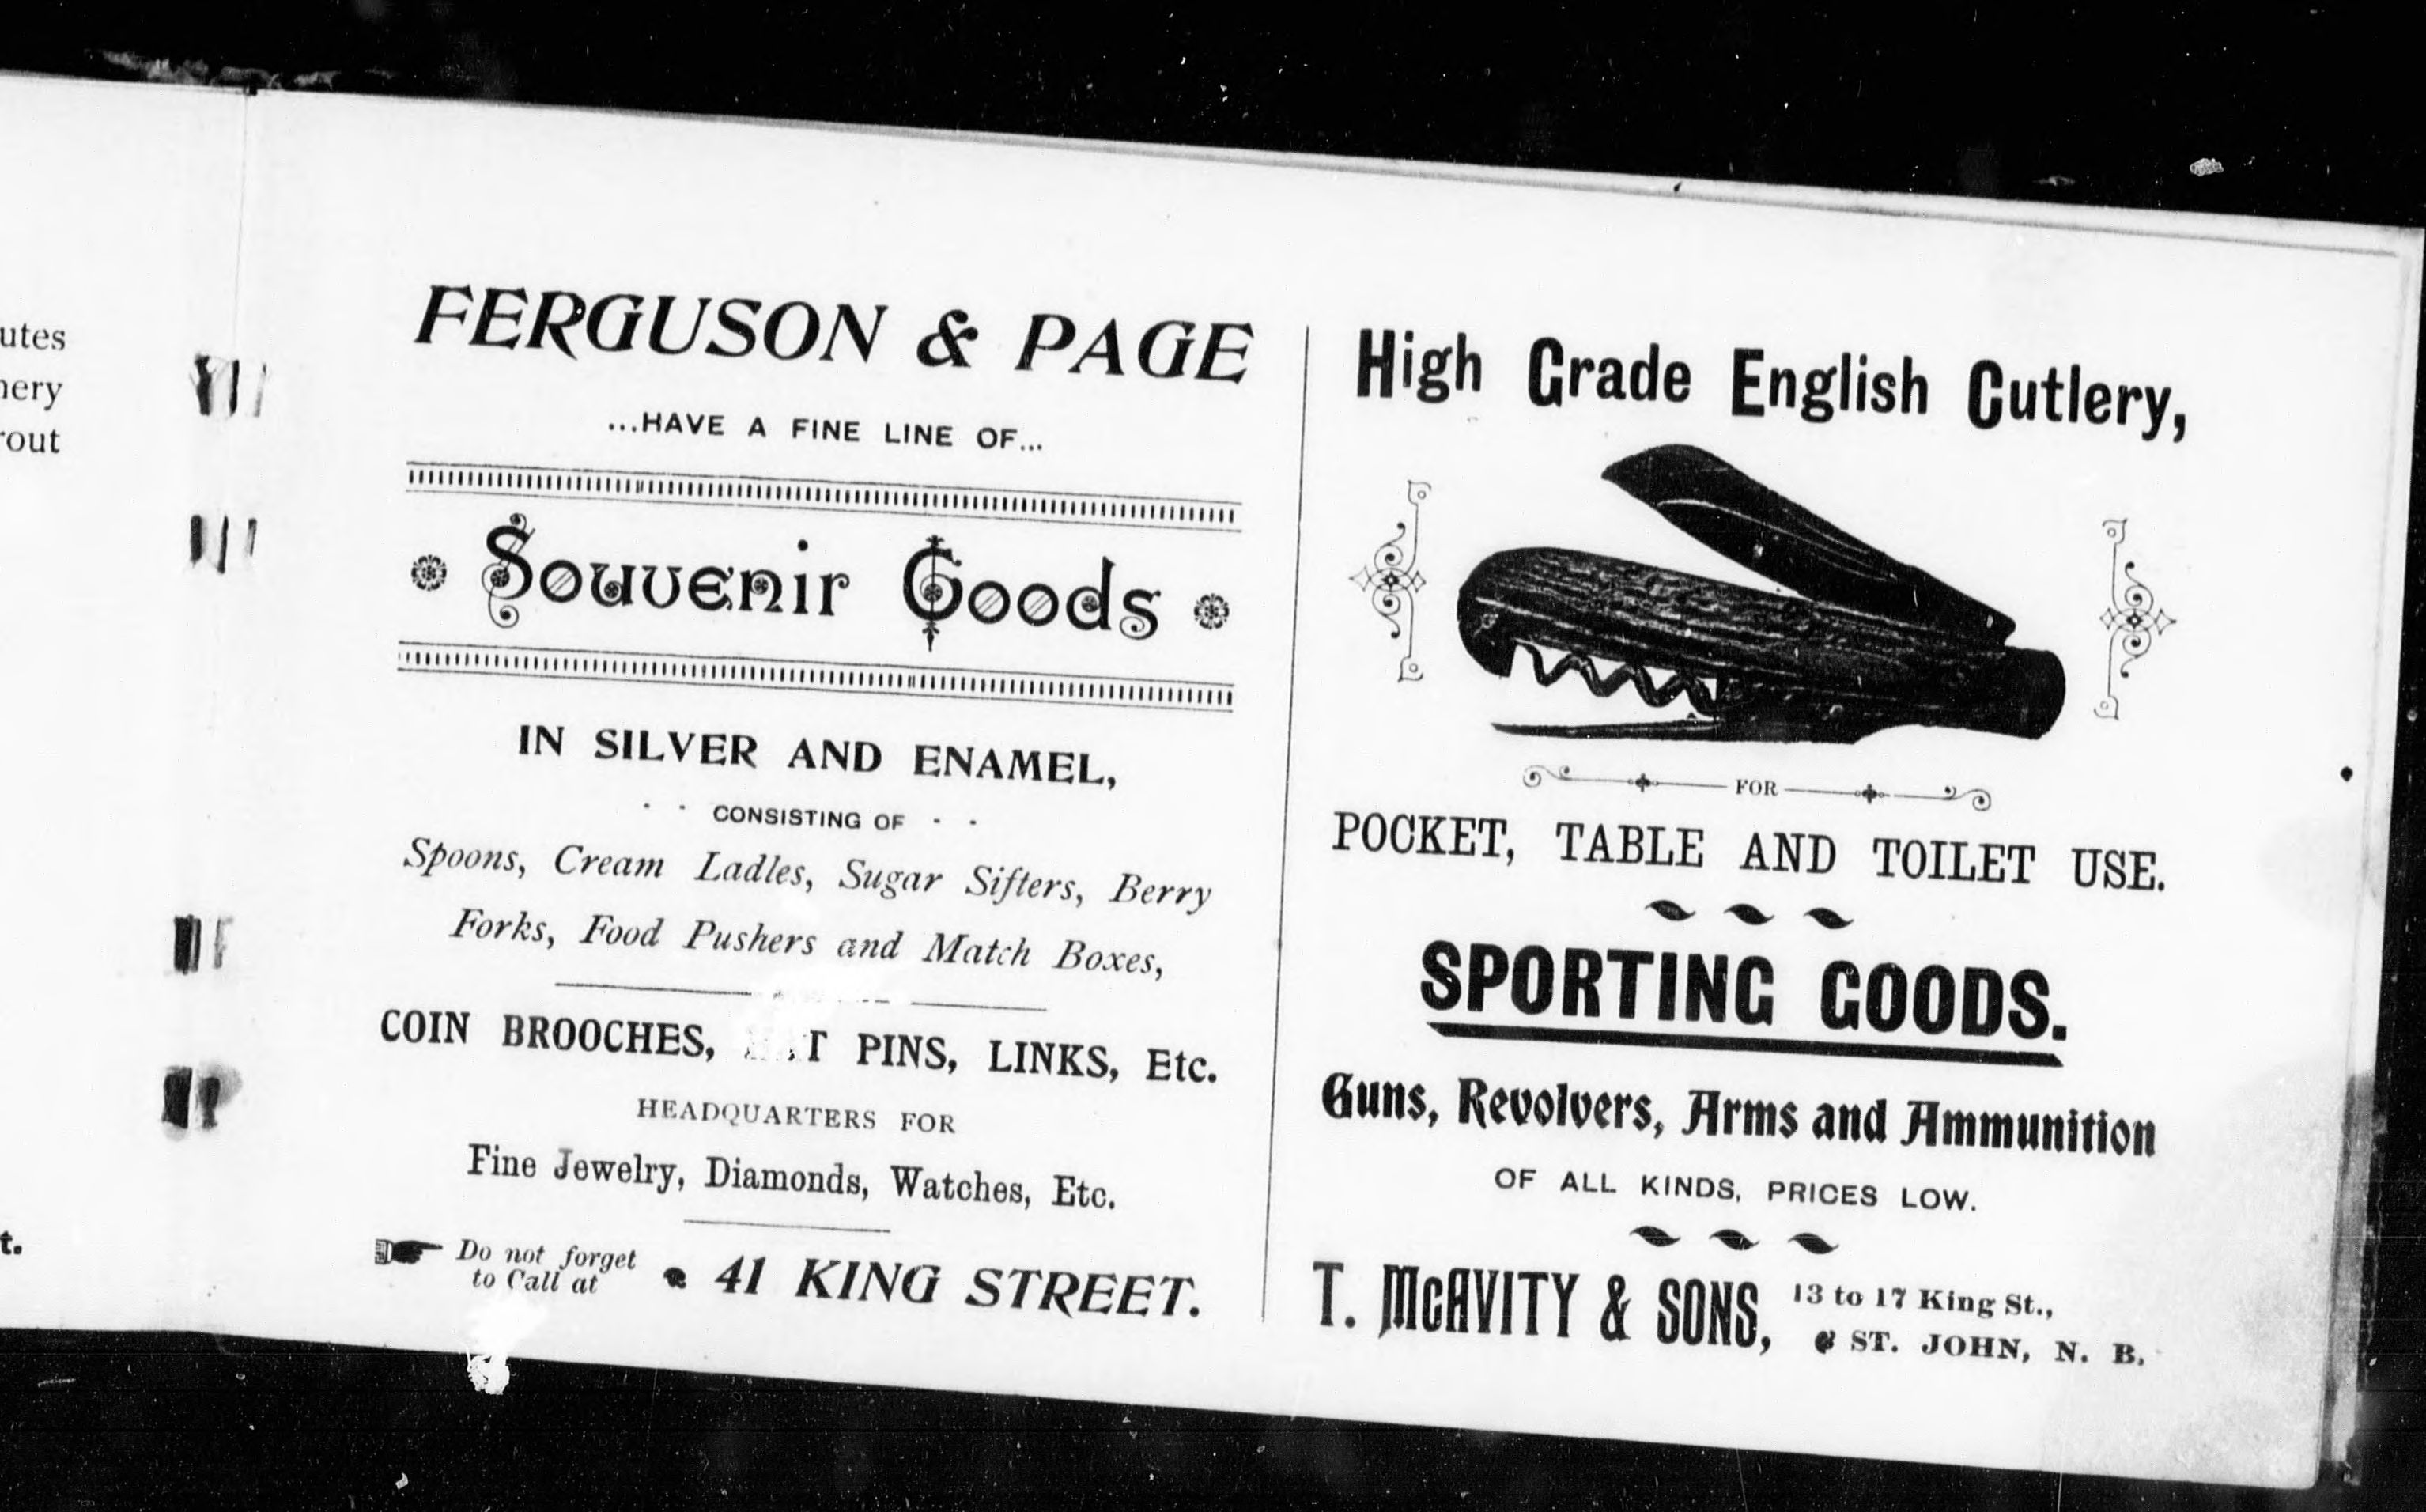 utes
rout
t.
FERGUSON & PAGE
...HAVE A FINE LINE OF...
Souvenir Goods
IN SILVER AND ENAMEL,
CONSISTING OF
Spoons, Cream Ladles, Sugar Sifters, Berry
Forks, Food Pushers and Match Boxes,
COIN BROOCHES, PINS, LINKS, Etc.
HEADQUARTERS FOR
Fine Jewelry, Diamonds, Watches, Etc.
Do not forget
to Call at
41 KING STREET.
High Grade English Cutlery,
FOR
POCKET, TABLE AND TOILET USE.
SPORTING GOODS.
Guns, Revolvers, Arms and Ammunition
OF ALL KINDS, PRICES LOW.
T. McAVITY & SONS,
13 to 17 King St.,
ST. JOHN, N. B.